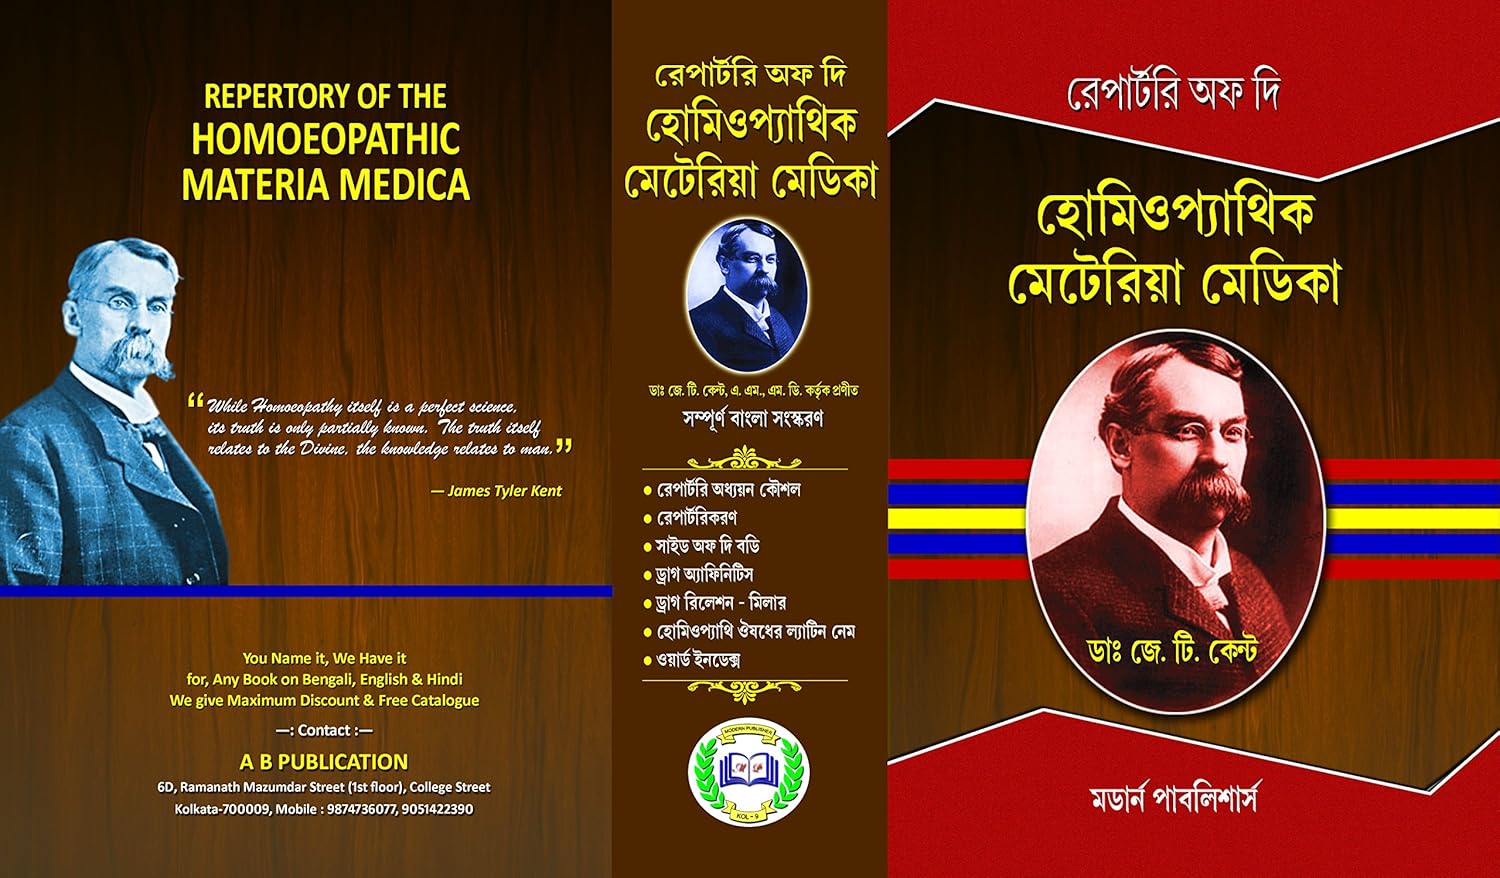 REPERTORY OF THE
HOMOEOPATHIC
MATERIA MEDICA
“While Homoeopathy itself is a perfect science,
its truth is only partially known. The truth itself
relates to the Divine, the knowledge relates to man.”
— James Tyler Kent
You Name it, We Have it
for, Any Book on Bengali, English & Hindi
We give Maximum Discount & Free Catalogue
—: Contact :—
A B PUBLICATION
6D, Ramanath Mazumdar Street (1st floor), College Street
Kolkata-700009, Mobile : 9874736077, 9051422390
রেপার্টরি অফ দি
হোমিওপ্যাথিক
মেটেরিয়া মেডিকা
ডাঃ জে. টি. কেন্ট, এ. এম., এম. ডি. কর্তৃক প্রণীত
সম্পূর্ণ বাংলা সংস্করণ
• রেপার্টরি অধ্যয়ন কৌশল
• রেপার্টরিকরণ
• সাইড অফ দি বডি
• ড্রাগ অ্যাফিনিটিস
• ড্রাগ রিলেশন - মিলার
• হোমিওপ্যাথি ঔষধের ল্যাটিন নেম
• ওয়ার্ড ইনডেক্স
MODERN PUBLISHER
M P
KOL - 9
রেপার্টরি অফ দি
হোমিওপ্যাথিক
মেটেরিয়া মেডিকা
ডাঃ জে. টি. কেন্ট
মডার্ন পাবলিশার্স